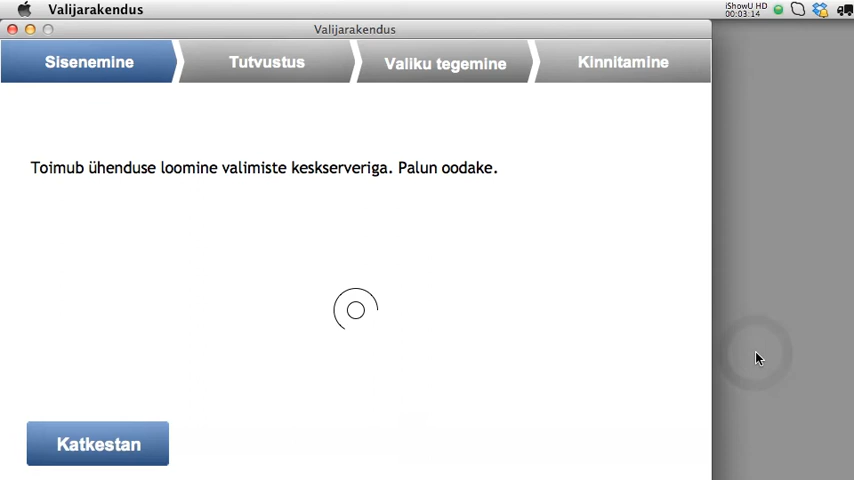 Valijarakendus
iShowU HD
00:03:14
Valijarakendus
Sisenemine
Tutvustus
Valiku tegemine
Kinnitamine
Toimub ühenduse loomine valimiste keskserveriga. Palun oodake.
Katkestan